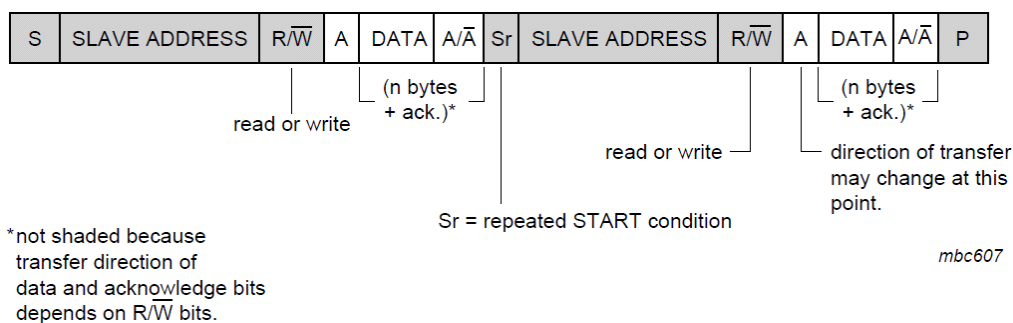 S SLAVE ADDRESS R/W̅ A DATA A/A̅ Sr SLAVE ADDRESS R/W̅ A DATA A/A̅ P
(n bytes
+ ack.)*
(n bytes
+ ack.)*
read or write
read or write
direction of transfer
may change at this
point.
Sr = repeated START condition
*not shaded because
transfer direction of
data and acknowledge bits
depends on R/W̅ bits.
mbc607